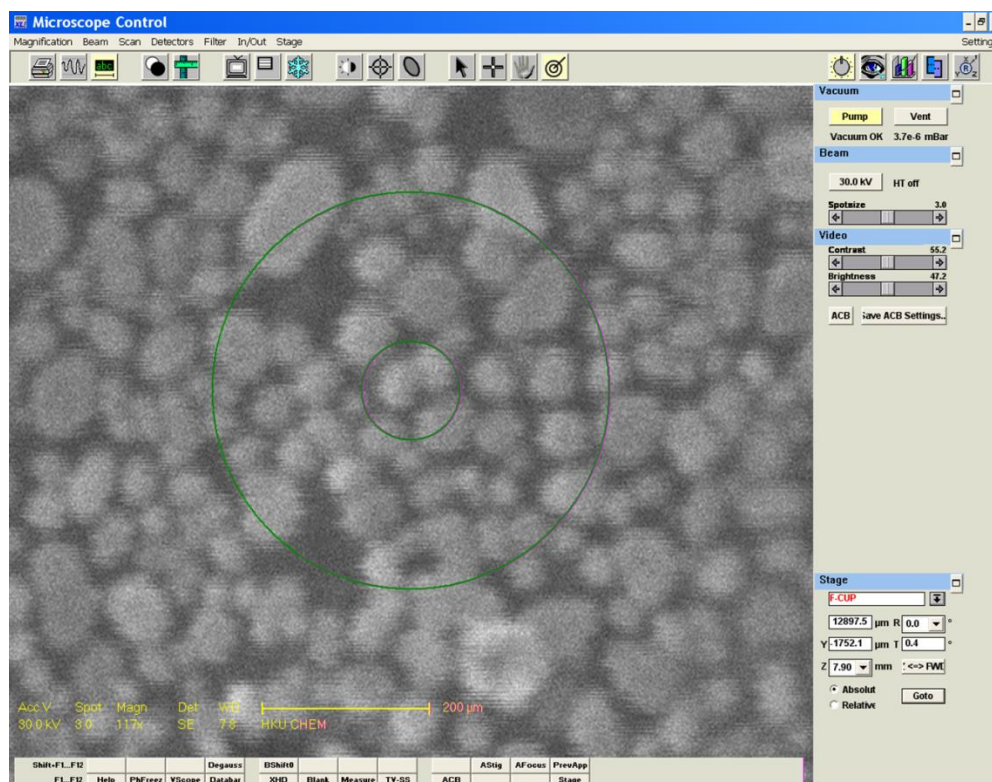 Microscope Control
Magnification Beam Scan Detectors Filter In/Out Stage Setting
abc
Vacuum
Pump Vent
Vacuum OK 3.7e-6 mBar
Beam
30.0 kV HT off
Spotsize 3.0
Video
Contrast 55.2
Brightness 47.2
ACB Save ACB Settings..
Stage
F-CUP
12897.5 µm R 0.0 °
Y -1752.1 µm T 0.4 °
Z 7.90 mm <=> FWD
Absolut
Relative
Goto
Acc V Spot Magn Det WD 200 µm
30.0 kV 3.0 117x SE 7.8 HKU CHEM
Shift+F1...F12 Degauss BShift0 AStig AFocus PrevApp
F1...F12 Help PhFreez VScope Databar XHD Blank Measure TV-SS ACB Stage